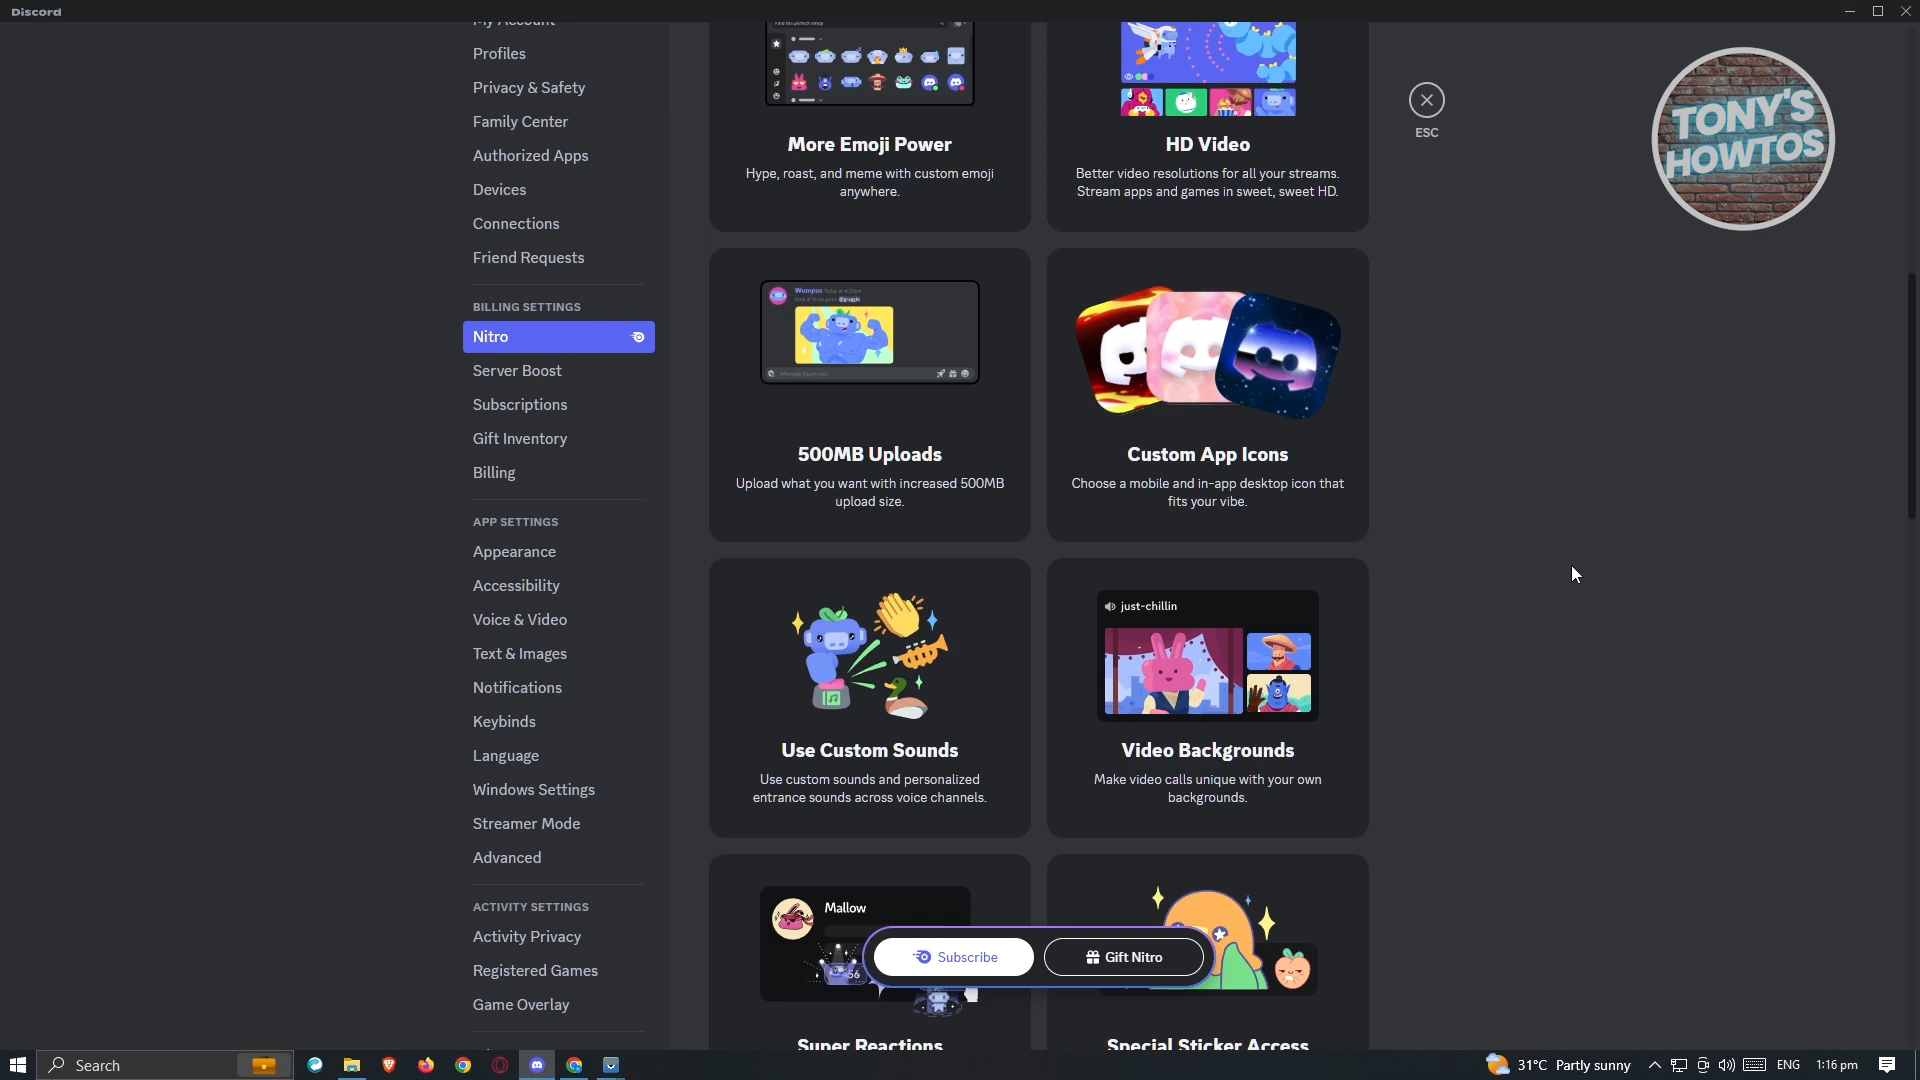 Discord
My Account
Profiles
Privacy & Safety
Family Center
Authorized Apps
Devices
Connections
Friend Requests
BILLING SETTINGS
Nitro
Server Boost
Subscriptions
Gift Inventory
Billing
APP SETTINGS
Appearance
Accessibility
Voice & Video
Text & Images
Notifications
Keybinds
Language
Windows Settings
Streamer Mode
Advanced
ACTIVITY SETTINGS
Activity Privacy
Registered Games
Game Overlay
More Emoji Power
Hype, roast, and meme with custom emoji
anywhere.
HD Video
Better video resolutions for all your streams.
Stream apps and games in sweet, sweet HD.
Wumpus
500MB Uploads
Upload what you want with increased 500MB
upload size.
Custom App Icons
Choose a mobile and in-app desktop icon that
fits your vibe.
Use Custom Sounds
Use custom sounds and personalized
entrance sounds across voice channels.
just-chillin
Video Backgrounds
Make video calls unique with your own
backgrounds.
Mallow
56
Subscribe
Gift Nitro
Super Reactions
Special Sticker Access
ESC
TONY'S
HOWTOS
Search
31°C Partly sunny
ENG
1:16 pm